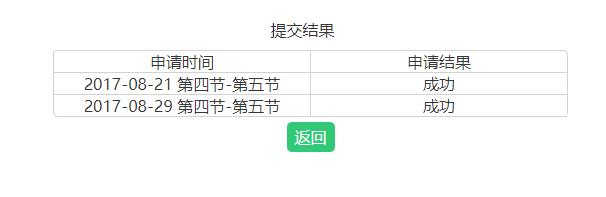 提交结果
申请时间 申请结果
2017-08-21 第四节-第五节 成功
2017-08-29 第四节-第五节 成功
返回